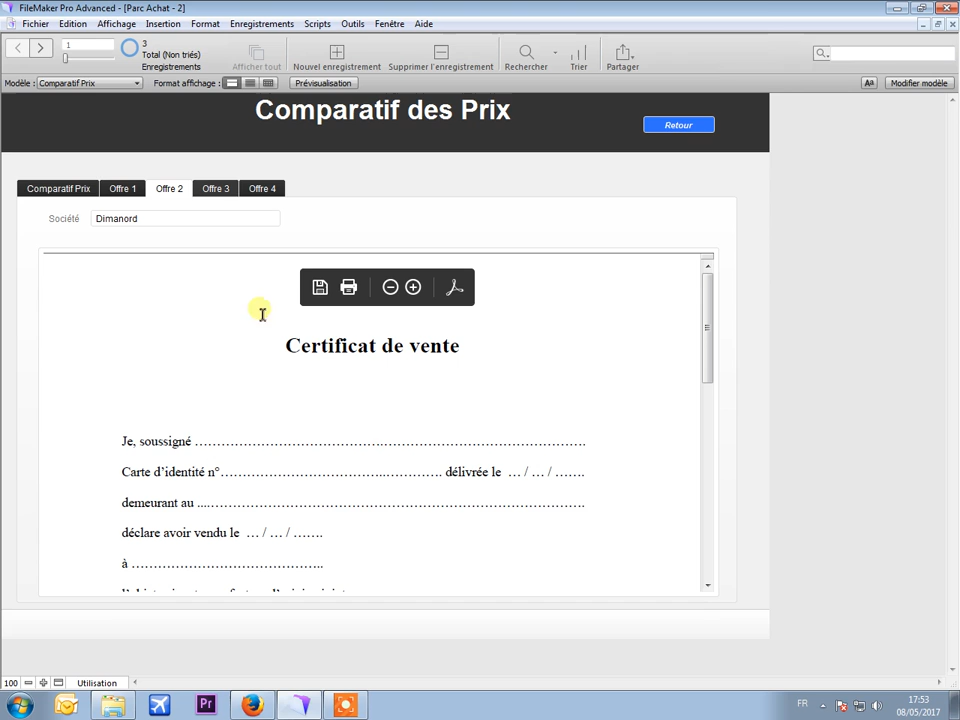 FileMaker Pro Advanced - [Parc Achat - 2]
Fichier Edition Affichage Insertion Format Enregistrements Scripts Outils Fenêtre Aide
1
3
Total (Non triés)
Enregistrements
Afficher tout Nouvel enregistrement Supprimer l'enregistrement Rechercher Trier Partager
Modèle : Comparatif Prix Format affichage : Prévisualisation Aa Modifier modèle
Comparatif des Prix
Retour
Comparatif Prix Offre 1 Offre 2 Offre 3 Offre 4
Société Dimanord
Certificat de vente
Je, soussigné ……………………………………………………………………………….
Carte d'identité n°………………………………..…………. délivrée le … / … / …….
demeurant au ....…………………………………………………………………………….
déclare avoir vendu le … / … / …….
à ……………………………………..
100 Utilisation
Pr FR 17:53
08/05/2017